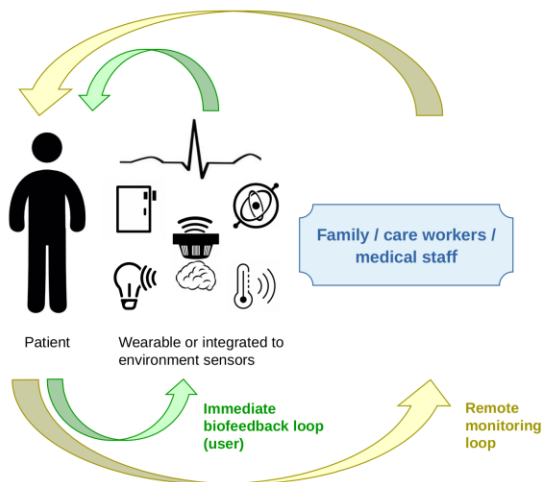 Family / care workers /
medical staff
Patient
Wearable or integrated to
environment sensors
Immediate
biofeedback loop
(user)
Remote
monitoring
loop